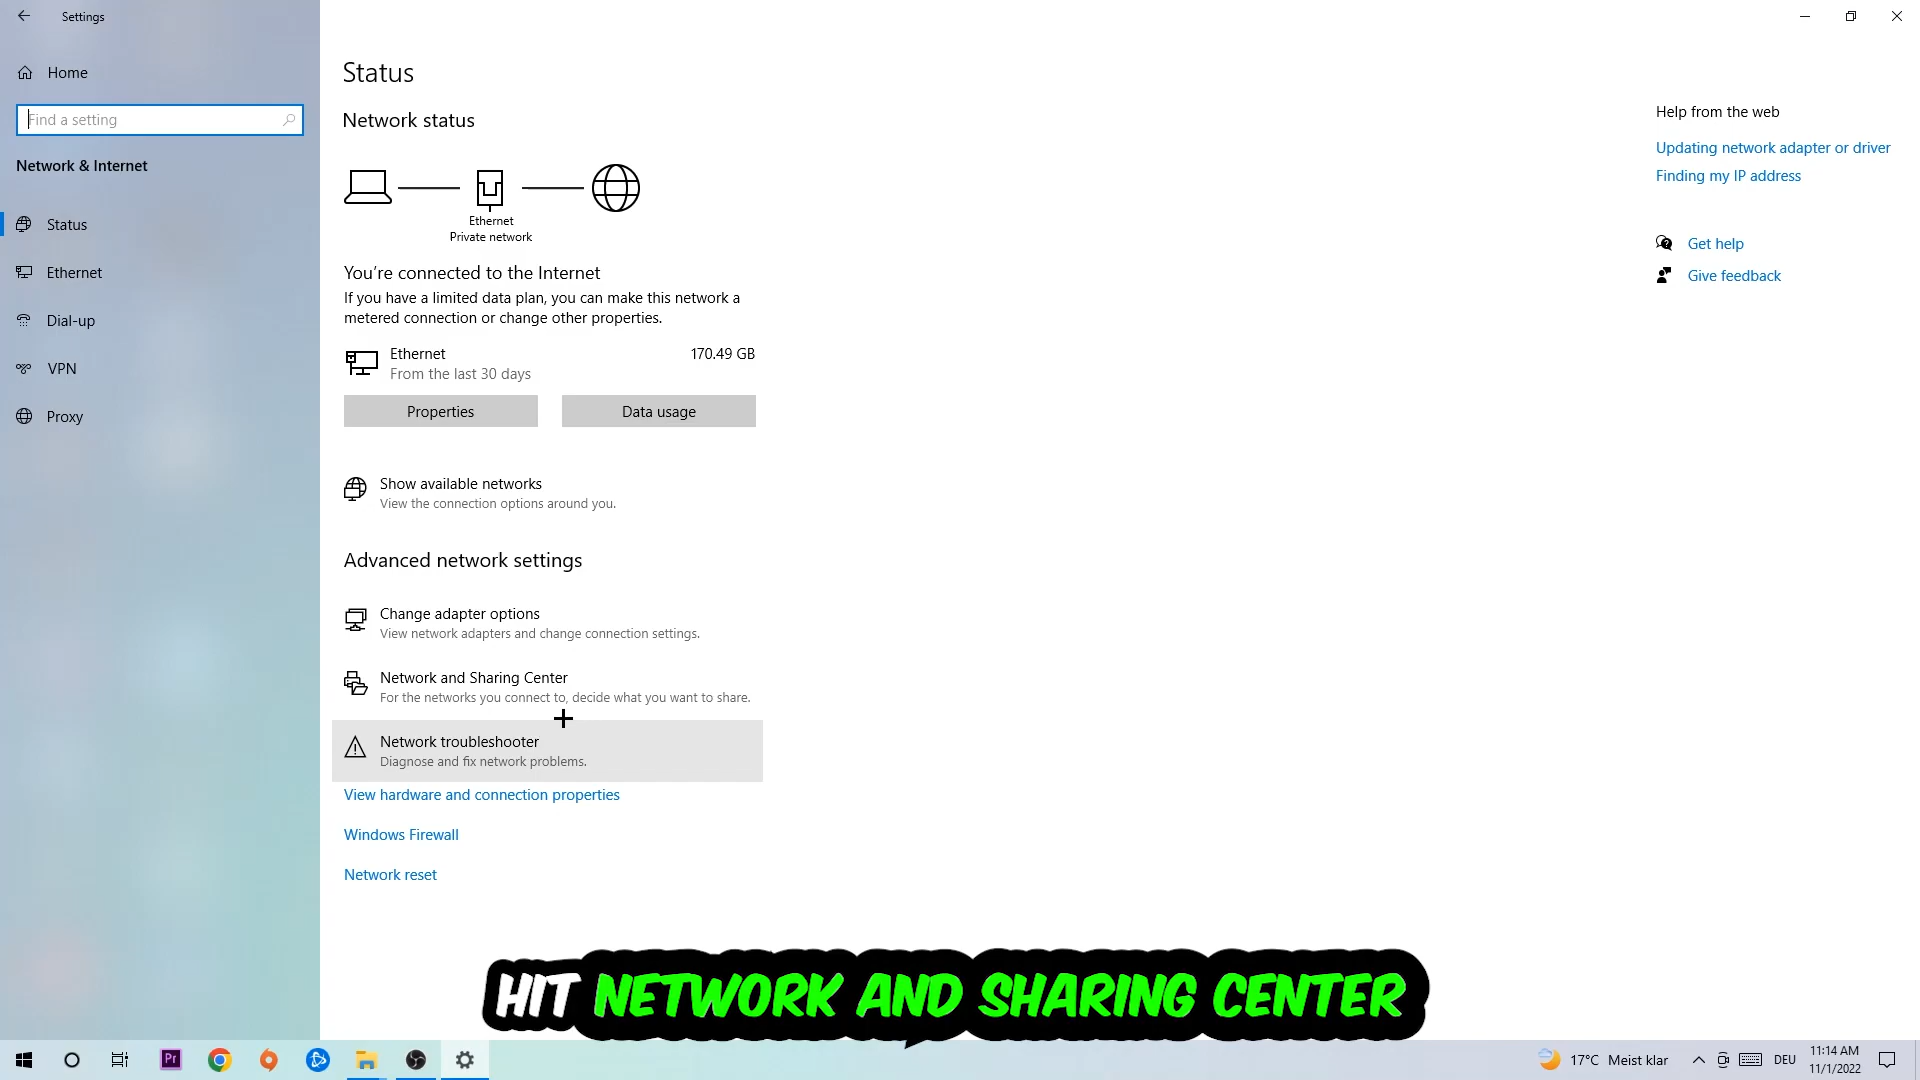 Settings
Home
Find a setting
Network & Internet
Status
Ethernet
Dial-up
VPN
Proxy
Status
Network status
Ethernet
Private network
You're connected to the Internet
If you have a limited data plan, you can make this network a
metered connection or change other properties.
Ethernet
170.49 GB
From the last 30 days
Properties
Data usage
Show available networks
View the connection options around you.
Advanced network settings
Change adapter options
View network adapters and change connection settings.
Network and Sharing Center
For the networks you connect to, decide what you want to share.
Network troubleshooter
Diagnose and fix network problems.
View hardware and connection properties
Windows Firewall
Network reset
Help from the web
Updating network adapter or driver
Finding my IP address
Get help
Give feedback
HIT NETWORK AND SHARING CENTER
Pr
17°C Meist klar
DEU
11:14 AM
11/1/2022